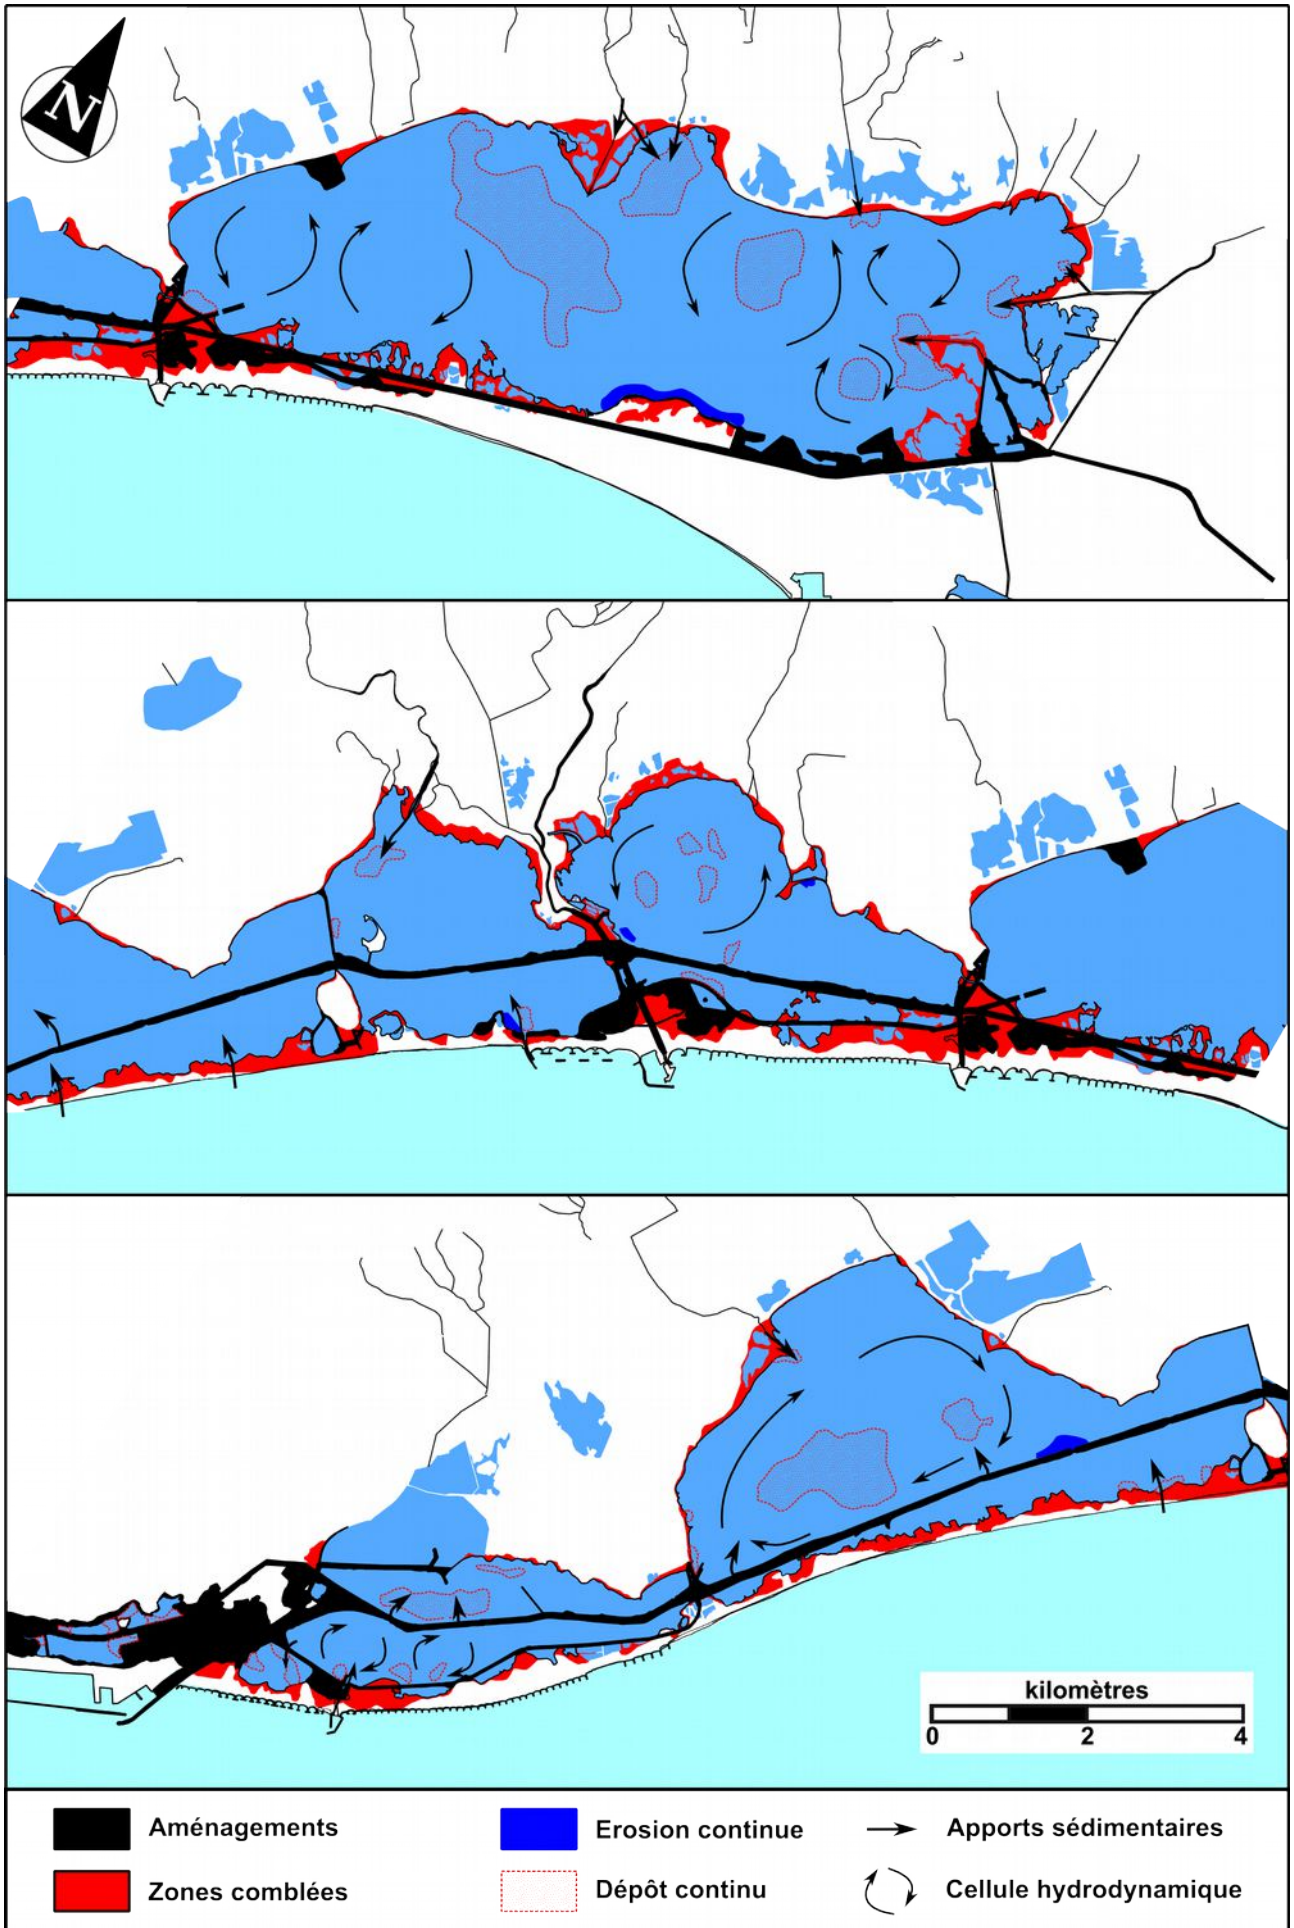 N
kilomètres
0 2 4
Aménagements
Erosion continue
Apports sédimentaires
Zones comblées
Dépôt continu
Cellule hydrodynamique